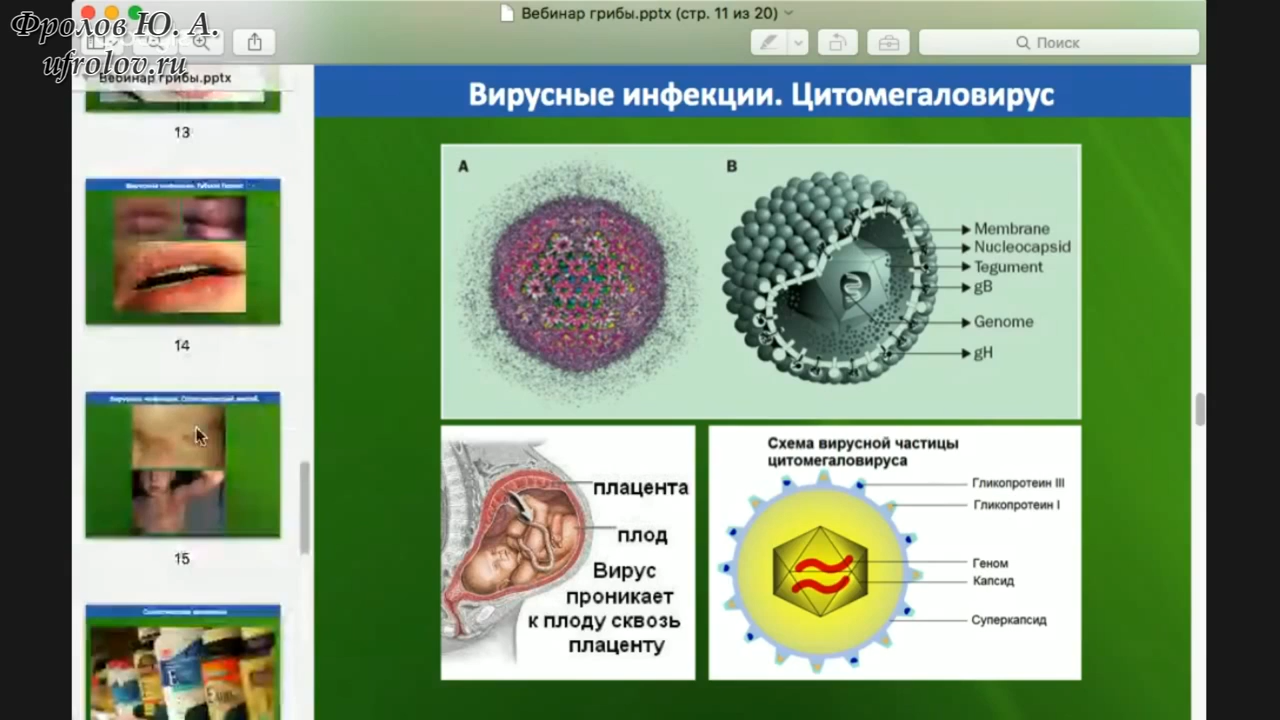 Фролов Ю. А.
ufrolov.ru
Вебинар грибы.pptx (стр. 11 из 20)
Поиск
Вебинар грибы.pptx
13
14
15
Вирусные инфекции. Цитомегаловирус
A
B
Membrane
Nucleocapsid
Tegument
gB
Genome
gH
плацента
плод
Вирус
проникает
к плоду сквозь
плаценту
Схема вирусной частицы
цитомегаловируса
Гликопротеин III
Гликопротеин I
Геном
Капсид
Суперкапсид